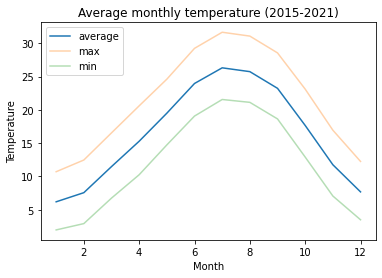 Average monthly temperature (2015-2021)
average
max
min
30
25
20
15
10
5
Temperature
2 4 6 8 10 12
Month